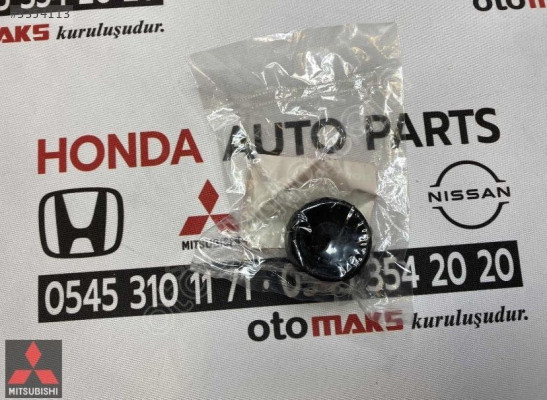 otoMAKS kuruluşudur.
HONDA AUTO PARTS
MITSUBISHI
NISSAN
0545 310 11 71 · 354 20 20
otoMAKS kuruluşudur.
MITSUBISHI